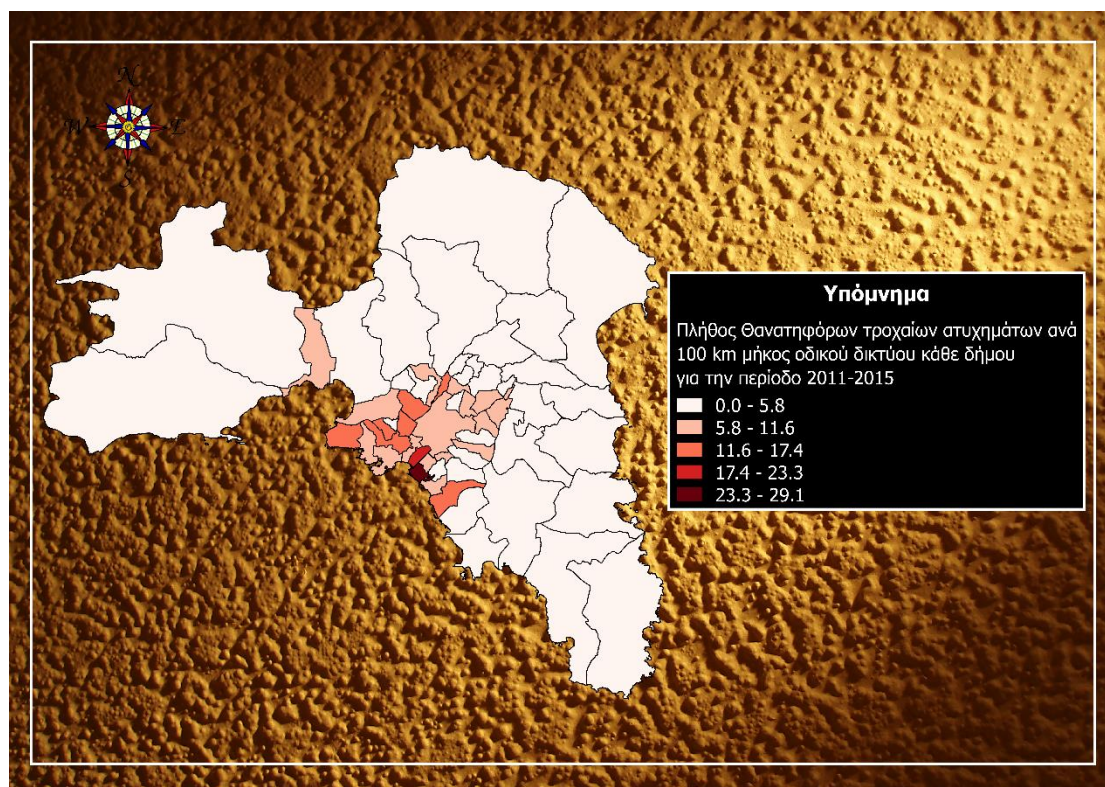 N
W E
S
Υπόμνημα
Πλήθος Θανατηφόρων τροχαίων ατυχημάτων ανά
100 km μήκος οδικού δικτύου κάθε δήμου
για την περίοδο 2011-2015
0.0 - 5.8
5.8 - 11.6
11.6 - 17.4
17.4 - 23.3
23.3 - 29.1